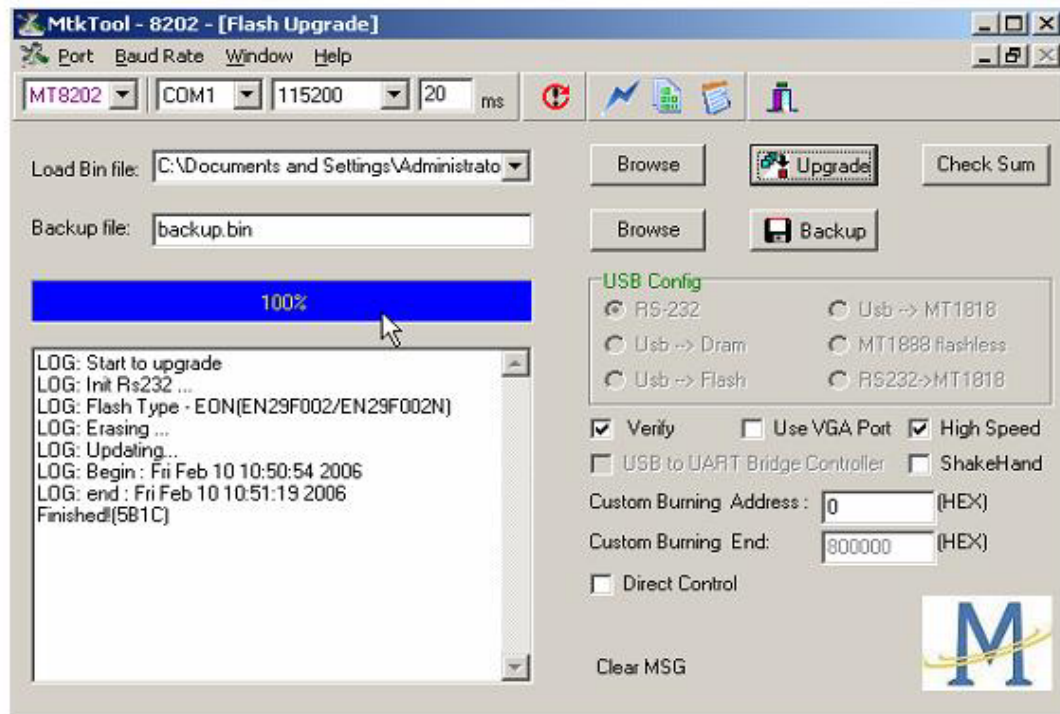 MtkTool - 8202 - [Flash Upgrade]
Port Baud Rate Window Help
MT8202 COM1 115200 20 ms
Load Bin file: C:\Documents and Settings\Administrato Browse Upgrade Check Sum
Backup file: backup.bin Browse Backup
100%
USB Config
RS-232 Usb --> MT1818
Usb --> Dram MT1888 flashless
Usb --> Flash RS232->MT1818
LOG: Start to upgrade
LOG: Init Rs232 ...
LOG: Flash Type - EON(EN29F002/EN29F002N)
LOG: Erasing ...
LOG: Updating...
LOG: Begin : Fri Feb 10 10:50:54 2006
LOG: end : Fri Feb 10 10:51:19 2006
Finished!(5B1C)
Verify Use VGA Port High Speed
USB to UART Bridge Controller ShakeHand
Custom Burning Address : 0 (HEX)
Custom Burning End: 800000 (HEX)
Direct Control
Clear MSG
M